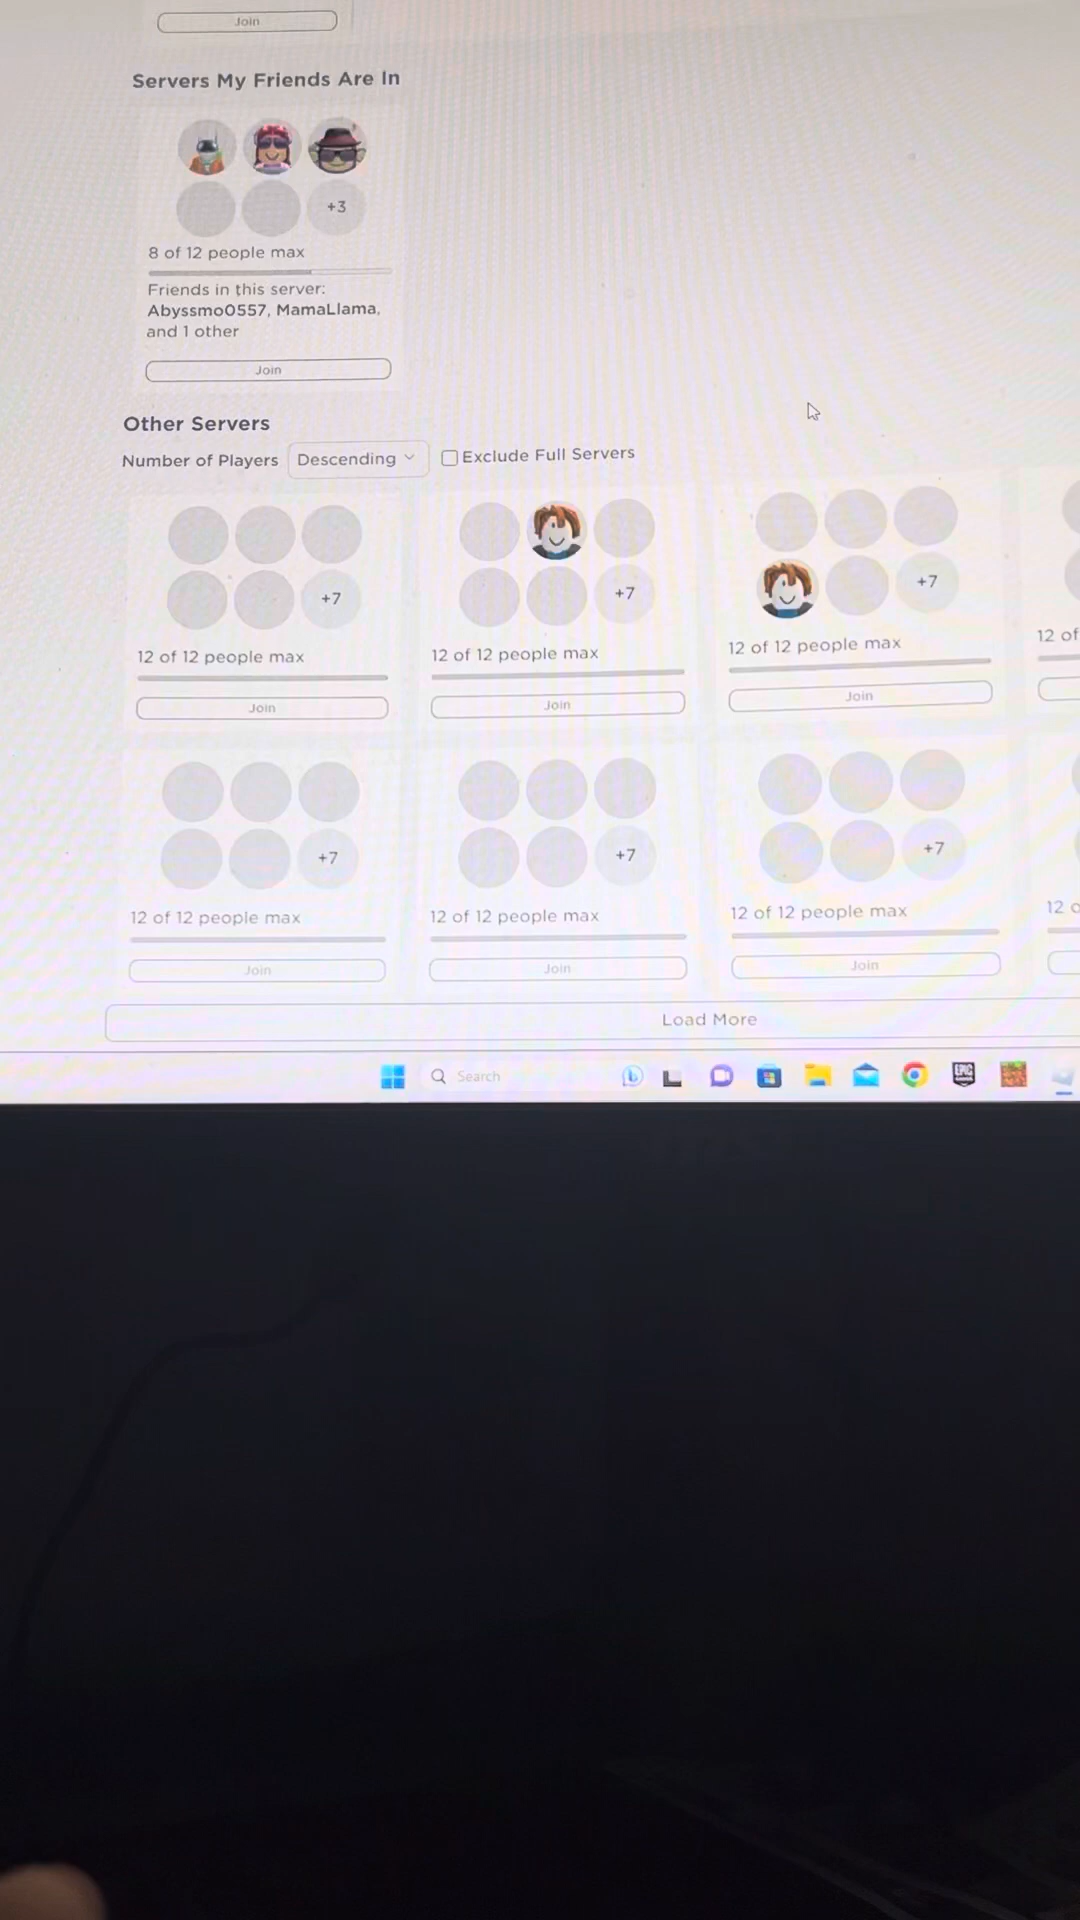 Join
Servers My Friends Are In
+3
8 of 12 people max
Friends in this server:
Abyssmo0557, MamaLlama,
and 1 other
Join
Other Servers
Number of Players Descending Exclude Full Servers
+7 +7 +7
12 of 12 people max 12 of 12 people max 12 of 12 people max 12 of
Join Join Join
+7 +7 +7
12 of 12 people max 12 of 12 people max 12 of 12 people max 12
Join Join Join
Load More
Search
EPIC